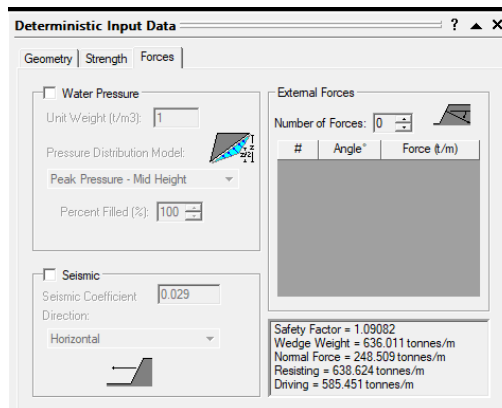 Deterministic Input Data ? ▲ X
Geometry Strength Forces
Water Pressure
Unit Weight (t/m3): 1
Pressure Distribution Model:
Peak Pressure - Mid Height
Percent Filled (%): 100
Seismic
Seismic Coefficient 0.029
Direction:
Horizontal
External Forces
Number of Forces: 0
# Angle° Force (t/m)
Safety Factor = 1.09082
Wedge Weight = 636.011 tonnes/m
Normal Force = 248.509 tonnes/m
Resisting = 638.624 tonnes/m
Driving = 585.451 tonnes/m